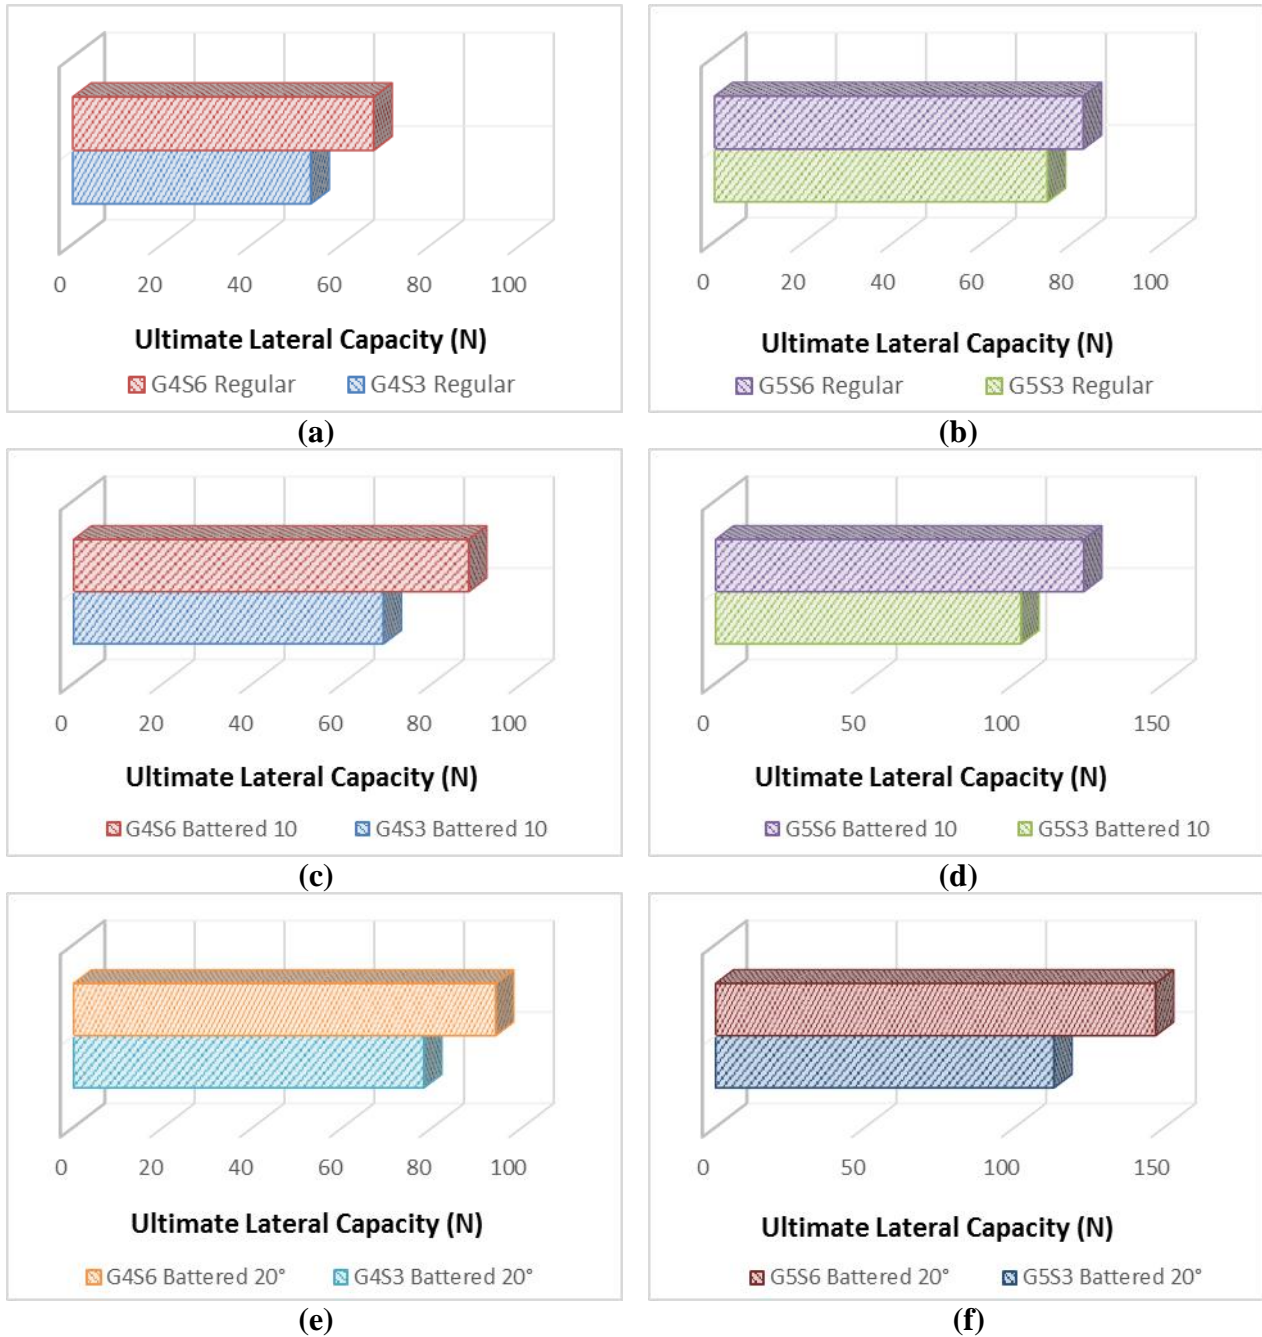 0 20 40 60 80 100
Ultimate Lateral Capacity (N)
G4S6 Regular G4S3 Regular
(a)
0 20 40 60 80 100
Ultimate Lateral Capacity (N)
G5S6 Regular G5S3 Regular
(b)
0 20 40 60 80 100
Ultimate Lateral Capacity (N)
G4S6 Battered 10 G4S3 Battered 10
(c)
0 50 100 150
Ultimate Lateral Capacity (N)
G5S6 Battered 10 G5S3 Battered 10
(d)
0 20 40 60 80 100
Ultimate Lateral Capacity (N)
G4S6 Battered 20° G4S3 Battered 20°
(e)
0 50 100 150
Ultimate Lateral Capacity (N)
G5S6 Battered 20° G5S3 Battered 20°
(f)